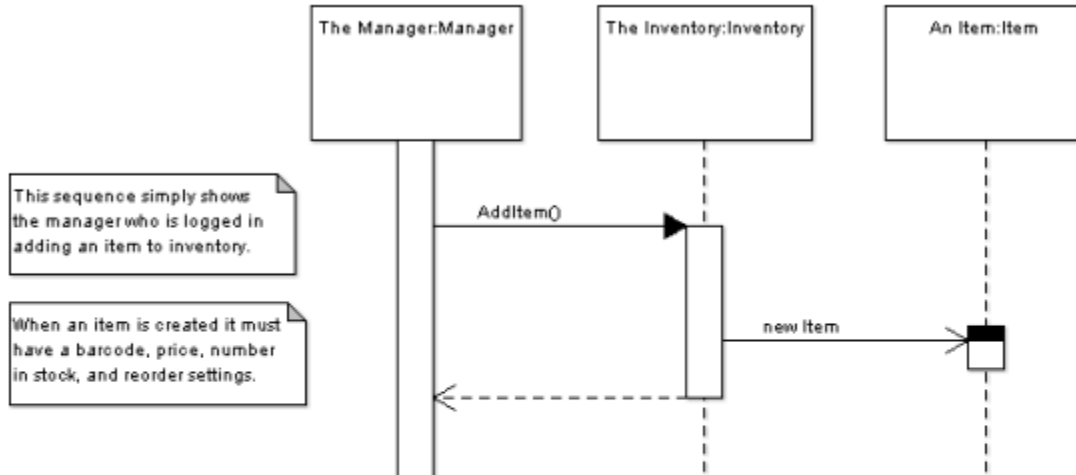 The Manager:Manager
The Inventory:Inventory
An Item:Item
This sequence simply shows
the manager who is logged in
adding an item to inventory.
AddItem()
When an item is created it must
have a barcode, price, number
in stock, and reorder settings.
new Item